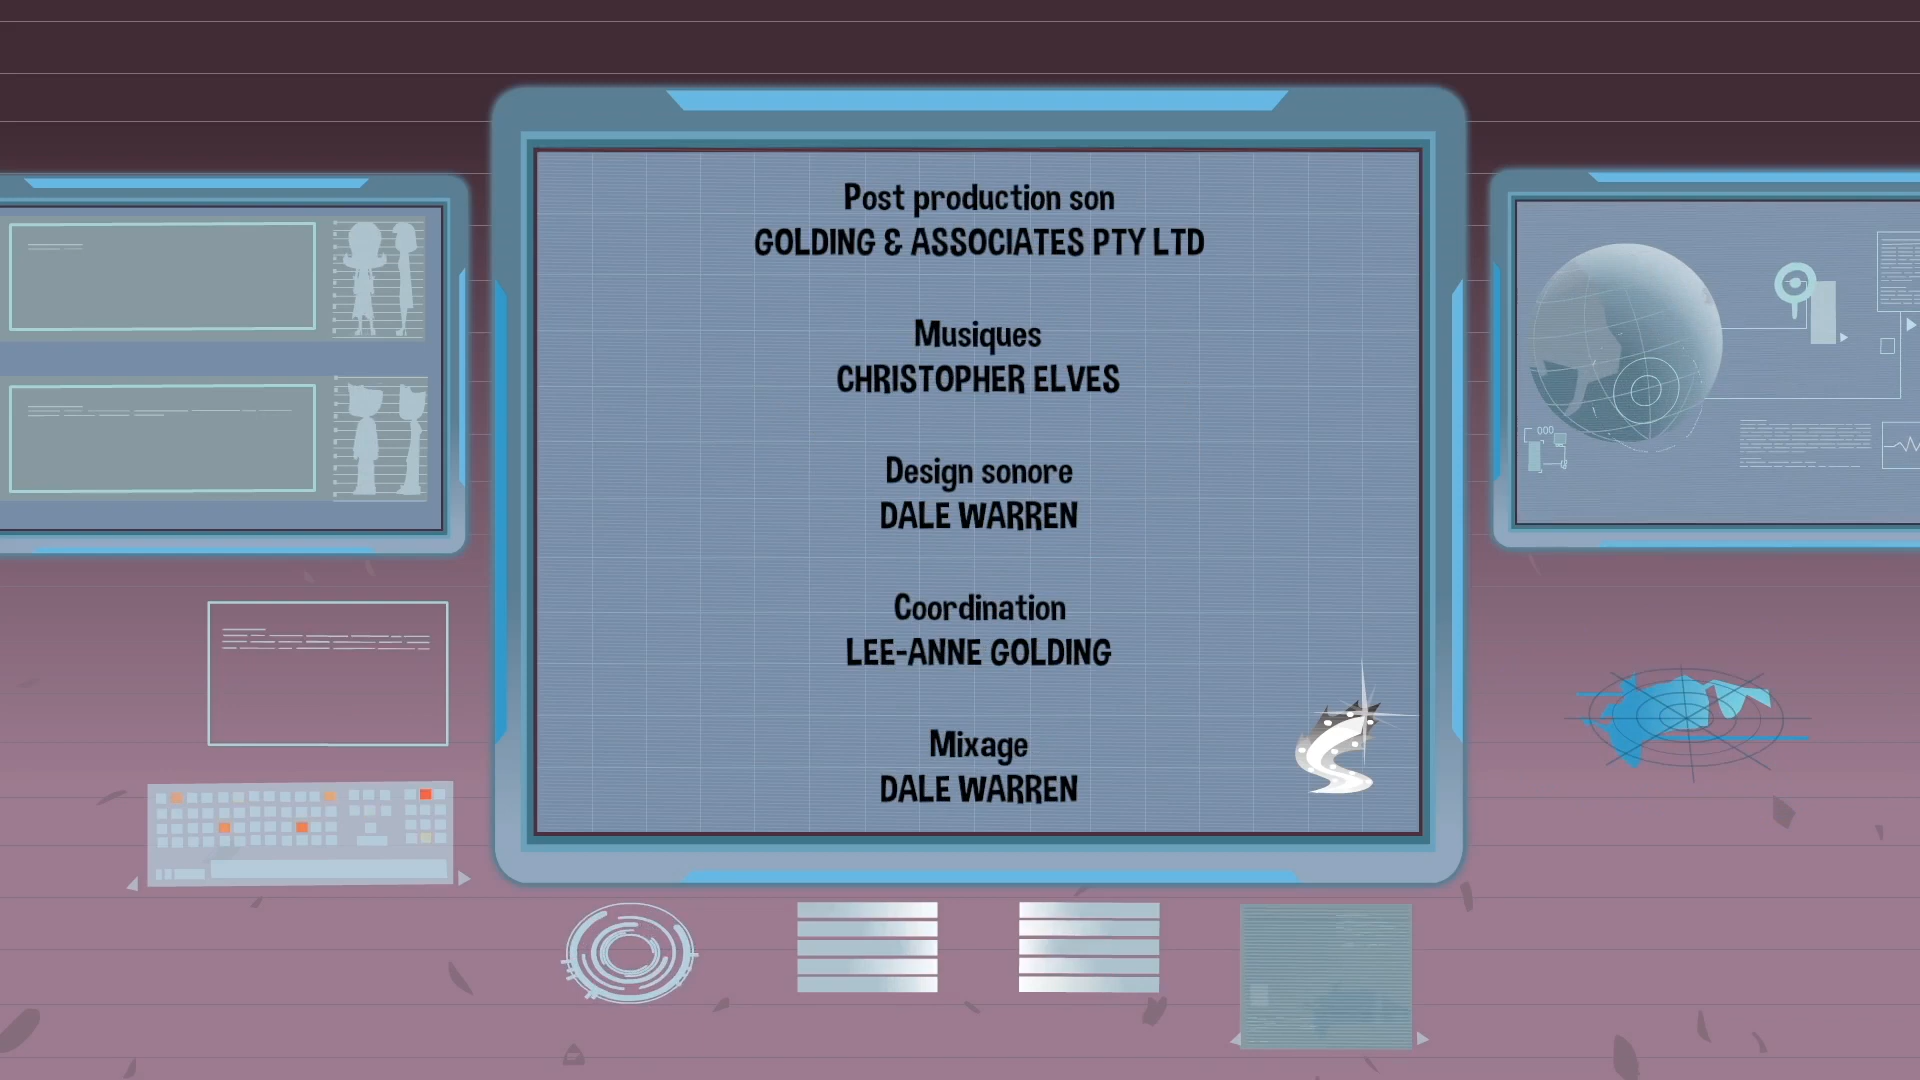 Post production son
GOLDING & ASSOCIATES PTY LTD
Musiques
CHRISTOPHER ELVES
Design sonore
DALE WARREN
Coordination
LEE-ANNE GOLDING
Mixage
DALE WARREN
000